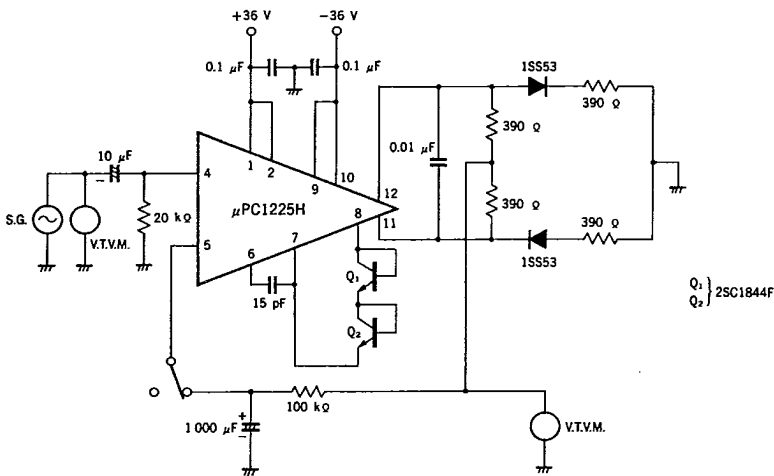 +36 V
−36 V
0.1 μF
0.1 μF
1SS53
390 Ω
390 Ω
10 μF
−
4
1
2
9
10
0.01 μF
12
S.G.
V.T.V.M.
20 kΩ
μPC1225H
11
390 Ω
390 Ω
5
8
1SS53
6
7
Q₁
15 pF
Q₂
Q₁
Q₂
} 2SC1844F
100 kΩ
+
1 000 μF
−
V.T.V.M.